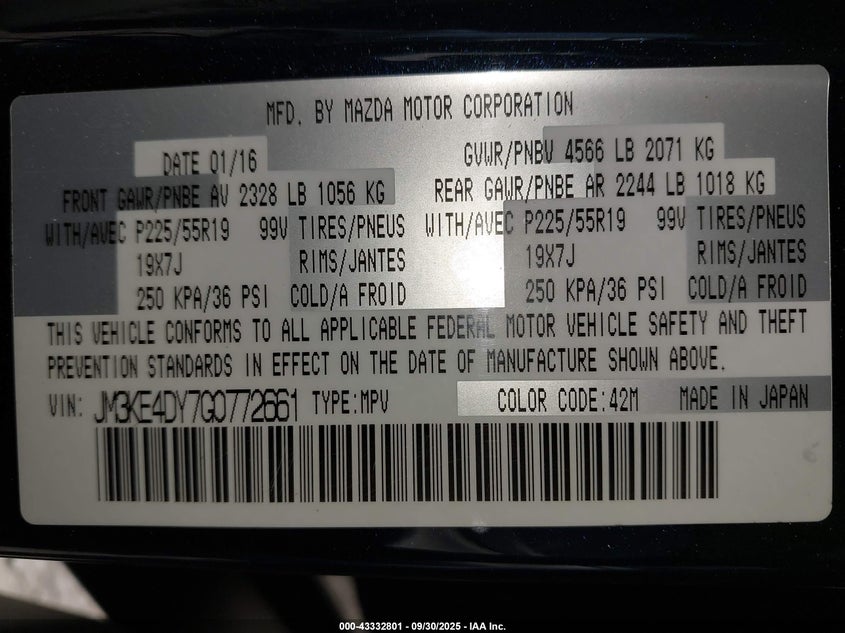 MFD. BY MAZDA MOTOR CORPORATION
DATE 01/16 GVWR/PNBV 4566 LB 2071 KG
FRONT GAWR/PNBE AV 2328 LB 1056 KG REAR GAWR/PNBE AR 2244 LB 1018 KG
WITH/AVEC P225/55R19 99V TIRES/PNEUS WITH/AVEC P225/55R19 99V TIRES/PNEUS
19X7J RIMS/JANTES 19X7J RIMS/JANTES
250 KPA/36 PSI COLD/A FROID 250 KPA/36 PSI COLD/A FROID
THIS VEHICLE CONFORMS TO ALL APPLICABLE FEDERAL MOTOR VEHICLE SAFETY AND THEFT
PREVENTION STANDARDS IN EFFECT ON THE DATE OF MANUFACTURE SHOWN ABOVE.
VIN: JM3KE4DY7G0772661 TYPE:MPV COLOR CODE:42M MADE IN JAPAN
000-43332801 - 09/30/2025 - IAA Inc.